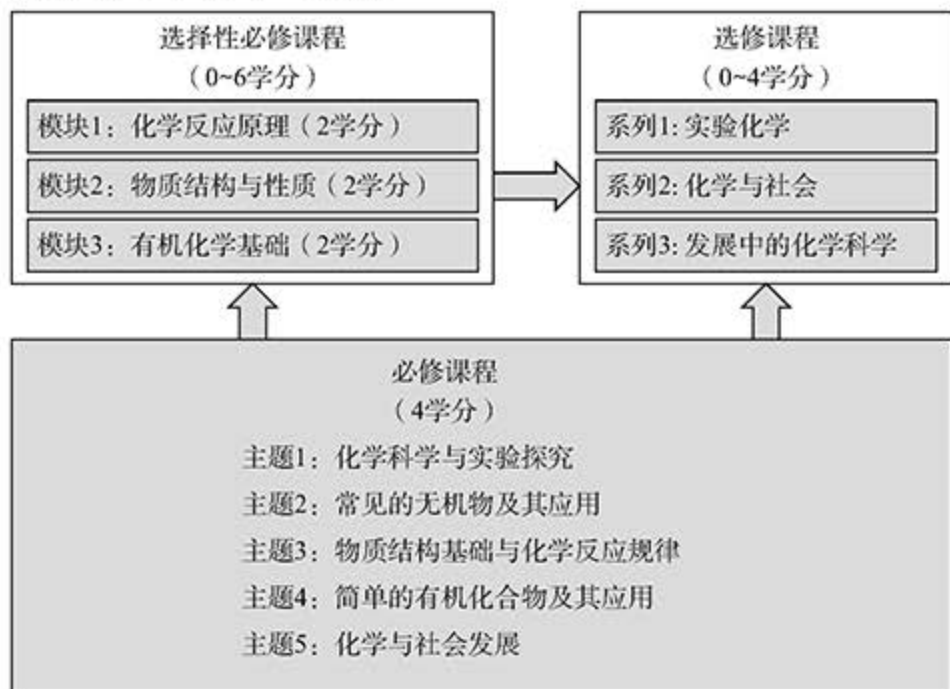 选择性必修课程
（0~6学分）
模块1：化学反应原理（2学分）
模块2：物质结构与性质（2学分）
模块3：有机化学基础（2学分）
选修课程
（0~4学分）
系列1：实验化学
系列2：化学与社会
系列3：发展中的化学科学
必修课程
（4学分）
主题1：化学科学与实验探究
主题2：常见的无机物及其应用
主题3：物质结构基础与化学反应规律
主题4：简单的有机化合物及其应用
主题5：化学与社会发展